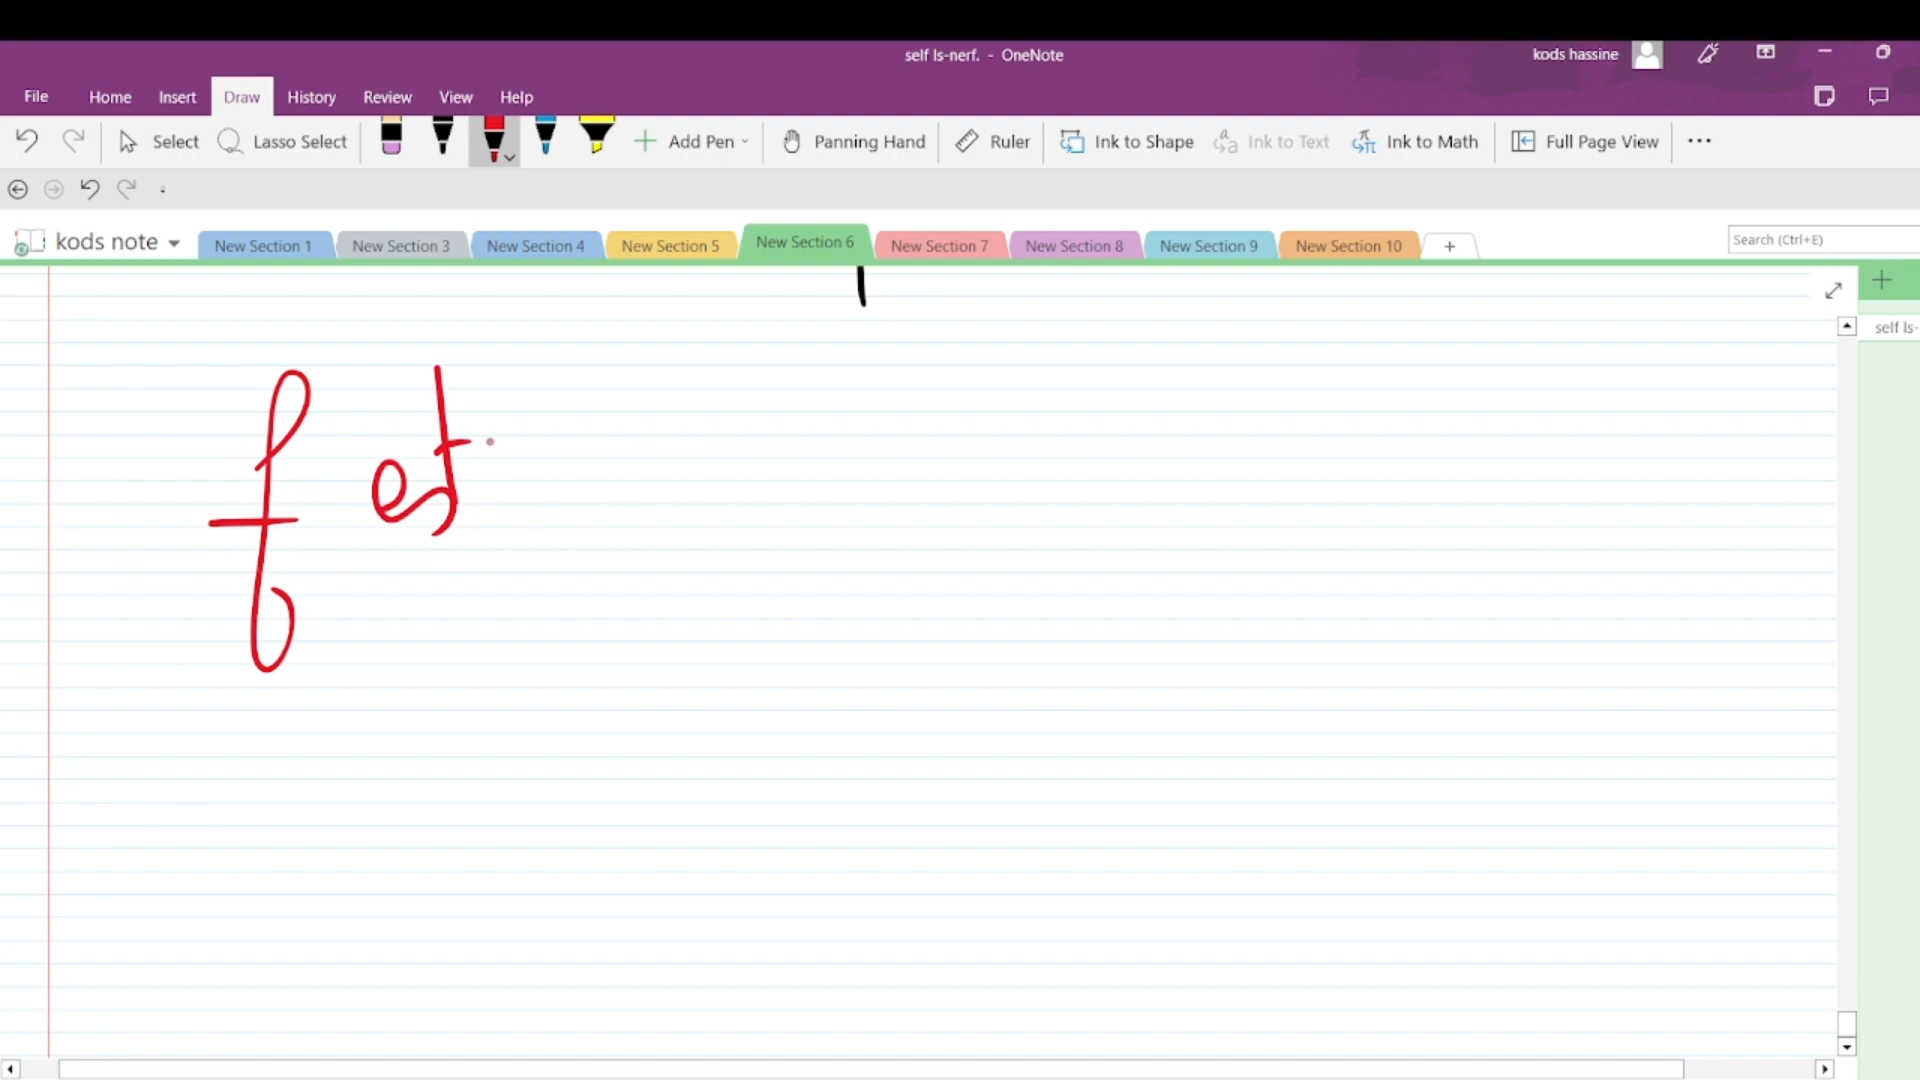 self ls-nerf. - OneNote
kods hassine
File Home Insert Draw History Review View Help
Select Lasso Select Add Pen Panning Hand Ruler Ink to Shape Ink to Text Ink to Math Full Page View
kods note New Section 1 New Section 3 New Section 4 New Section 5 New Section 6 New Section 7 New Section 8 New Section 9 New Section 10 + Search (Ctrl+E)
self ls-
f est